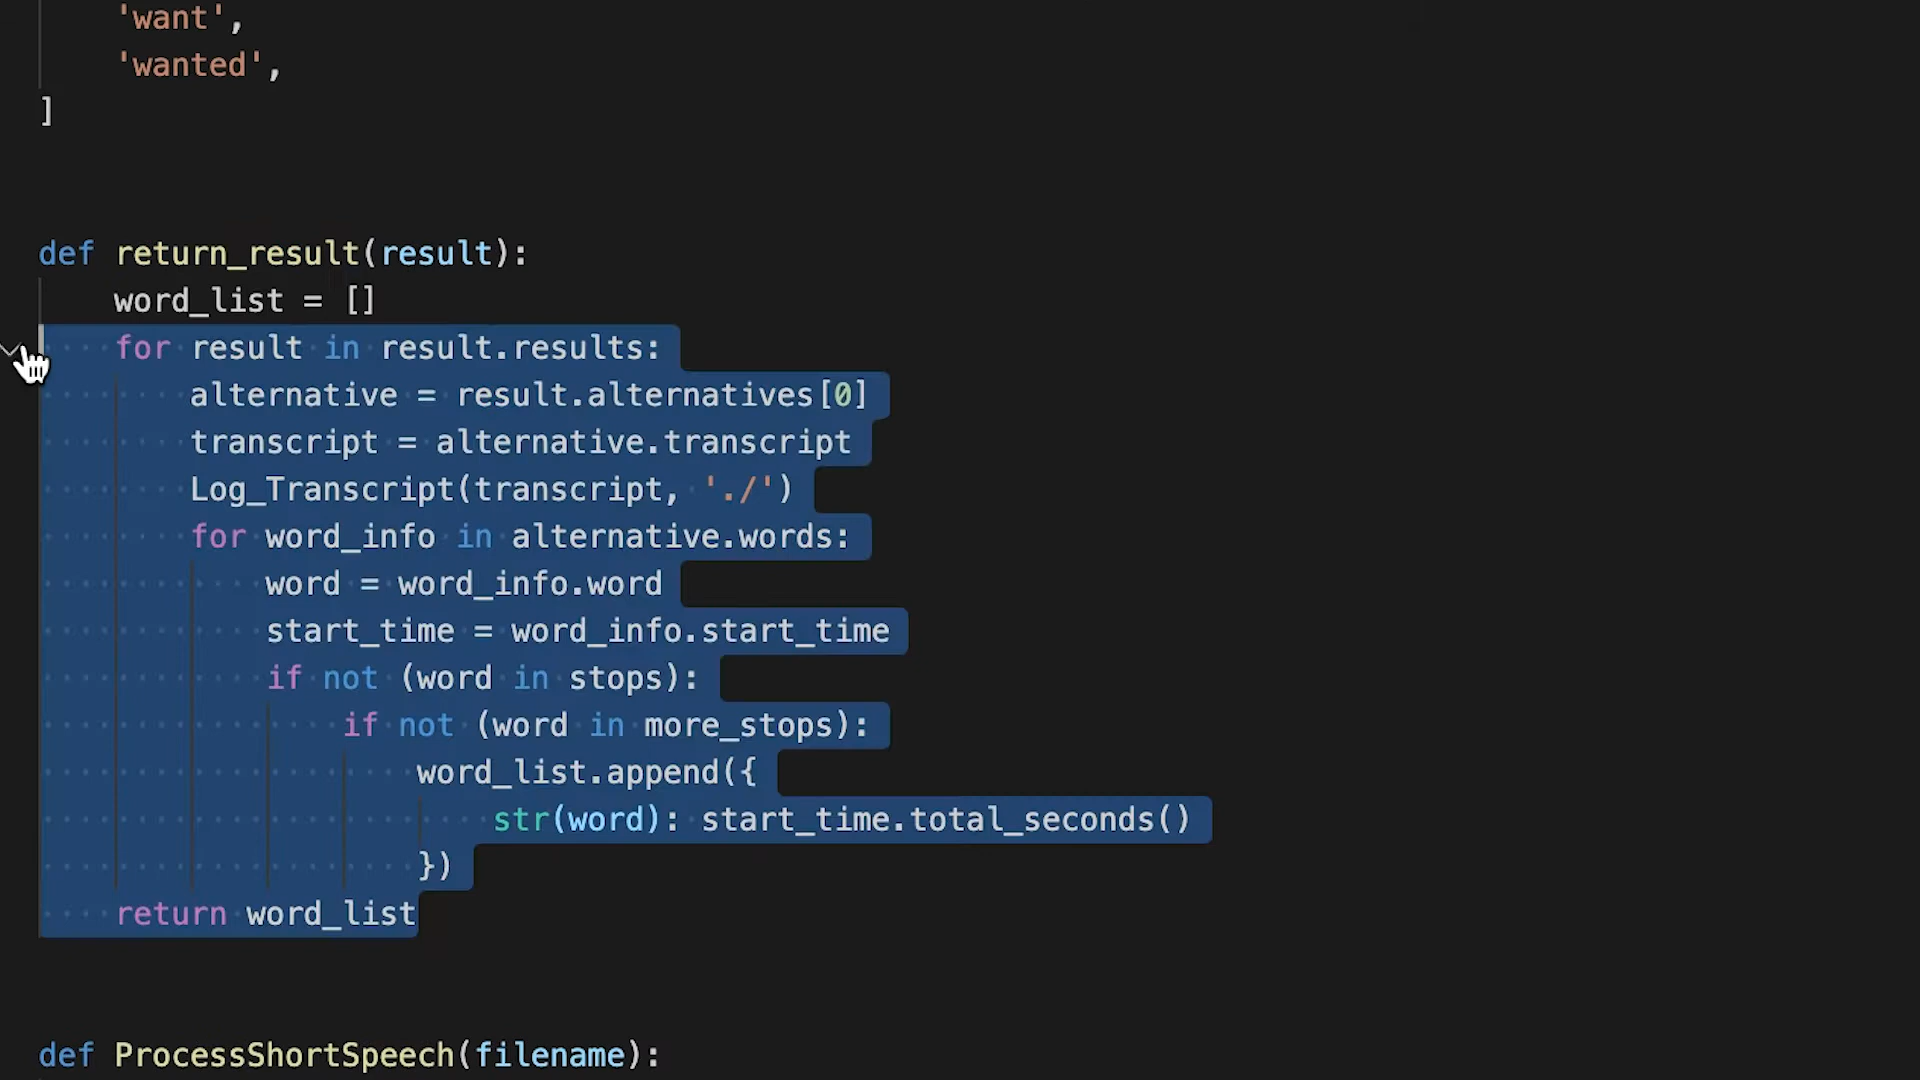 'want',
'wanted',
]
def return_result(result):
word_list = []
for result in result.results:
alternative = result.alternatives[0]
transcript = alternative.transcript
Log_Transcript(transcript, './')
for word_info in alternative.words:
word = word_info.word
start_time = word_info.start_time
if not (word in stops):
if not (word in more_stops):
word_list.append({
str(word): start_time.total_seconds()
})
return word_list
def ProcessShortSpeech(filename):